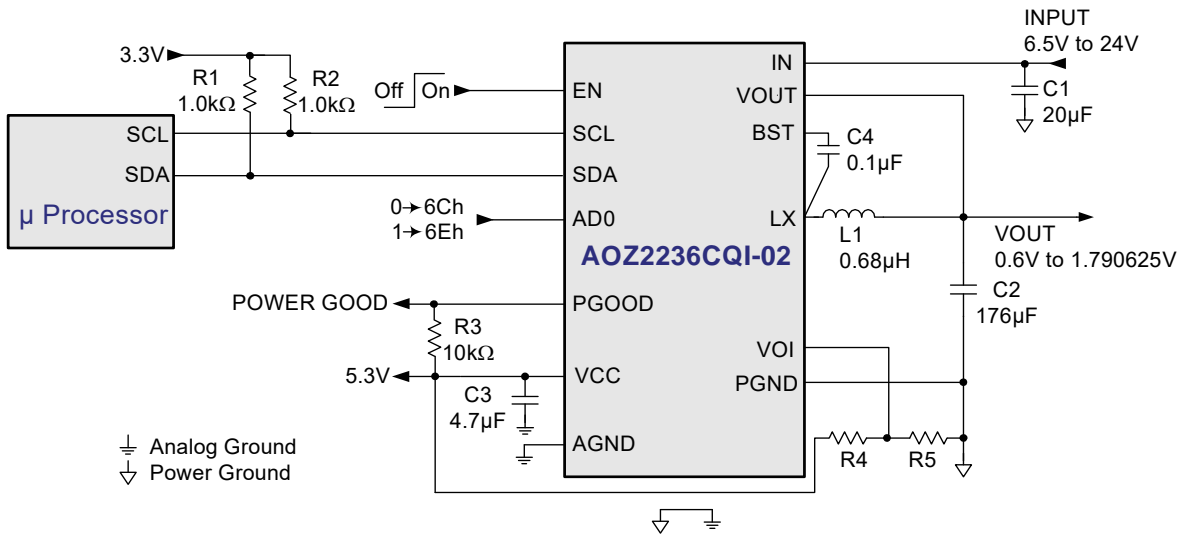 INPUT
6.5V to 24V
3.3V
R1
1.0kΩ
R2
1.0kΩ
Off
On
EN
IN
VOUT
C1
20µF
SCL
SCL
BST
C4
0.1µF
SDA
SDA
µ Processor
0→6Ch
1→6Eh
AD0
LX
L1
0.68µH
AOZ2236CQI-02
VOUT
0.6V to 1.790625V
C2
176µF
POWER GOOD
PGOOD
R3
10kΩ
VOI
5.3V
VCC
PGND
C3
4.7µF
AGND
R4
R5
Analog Ground
Power Ground